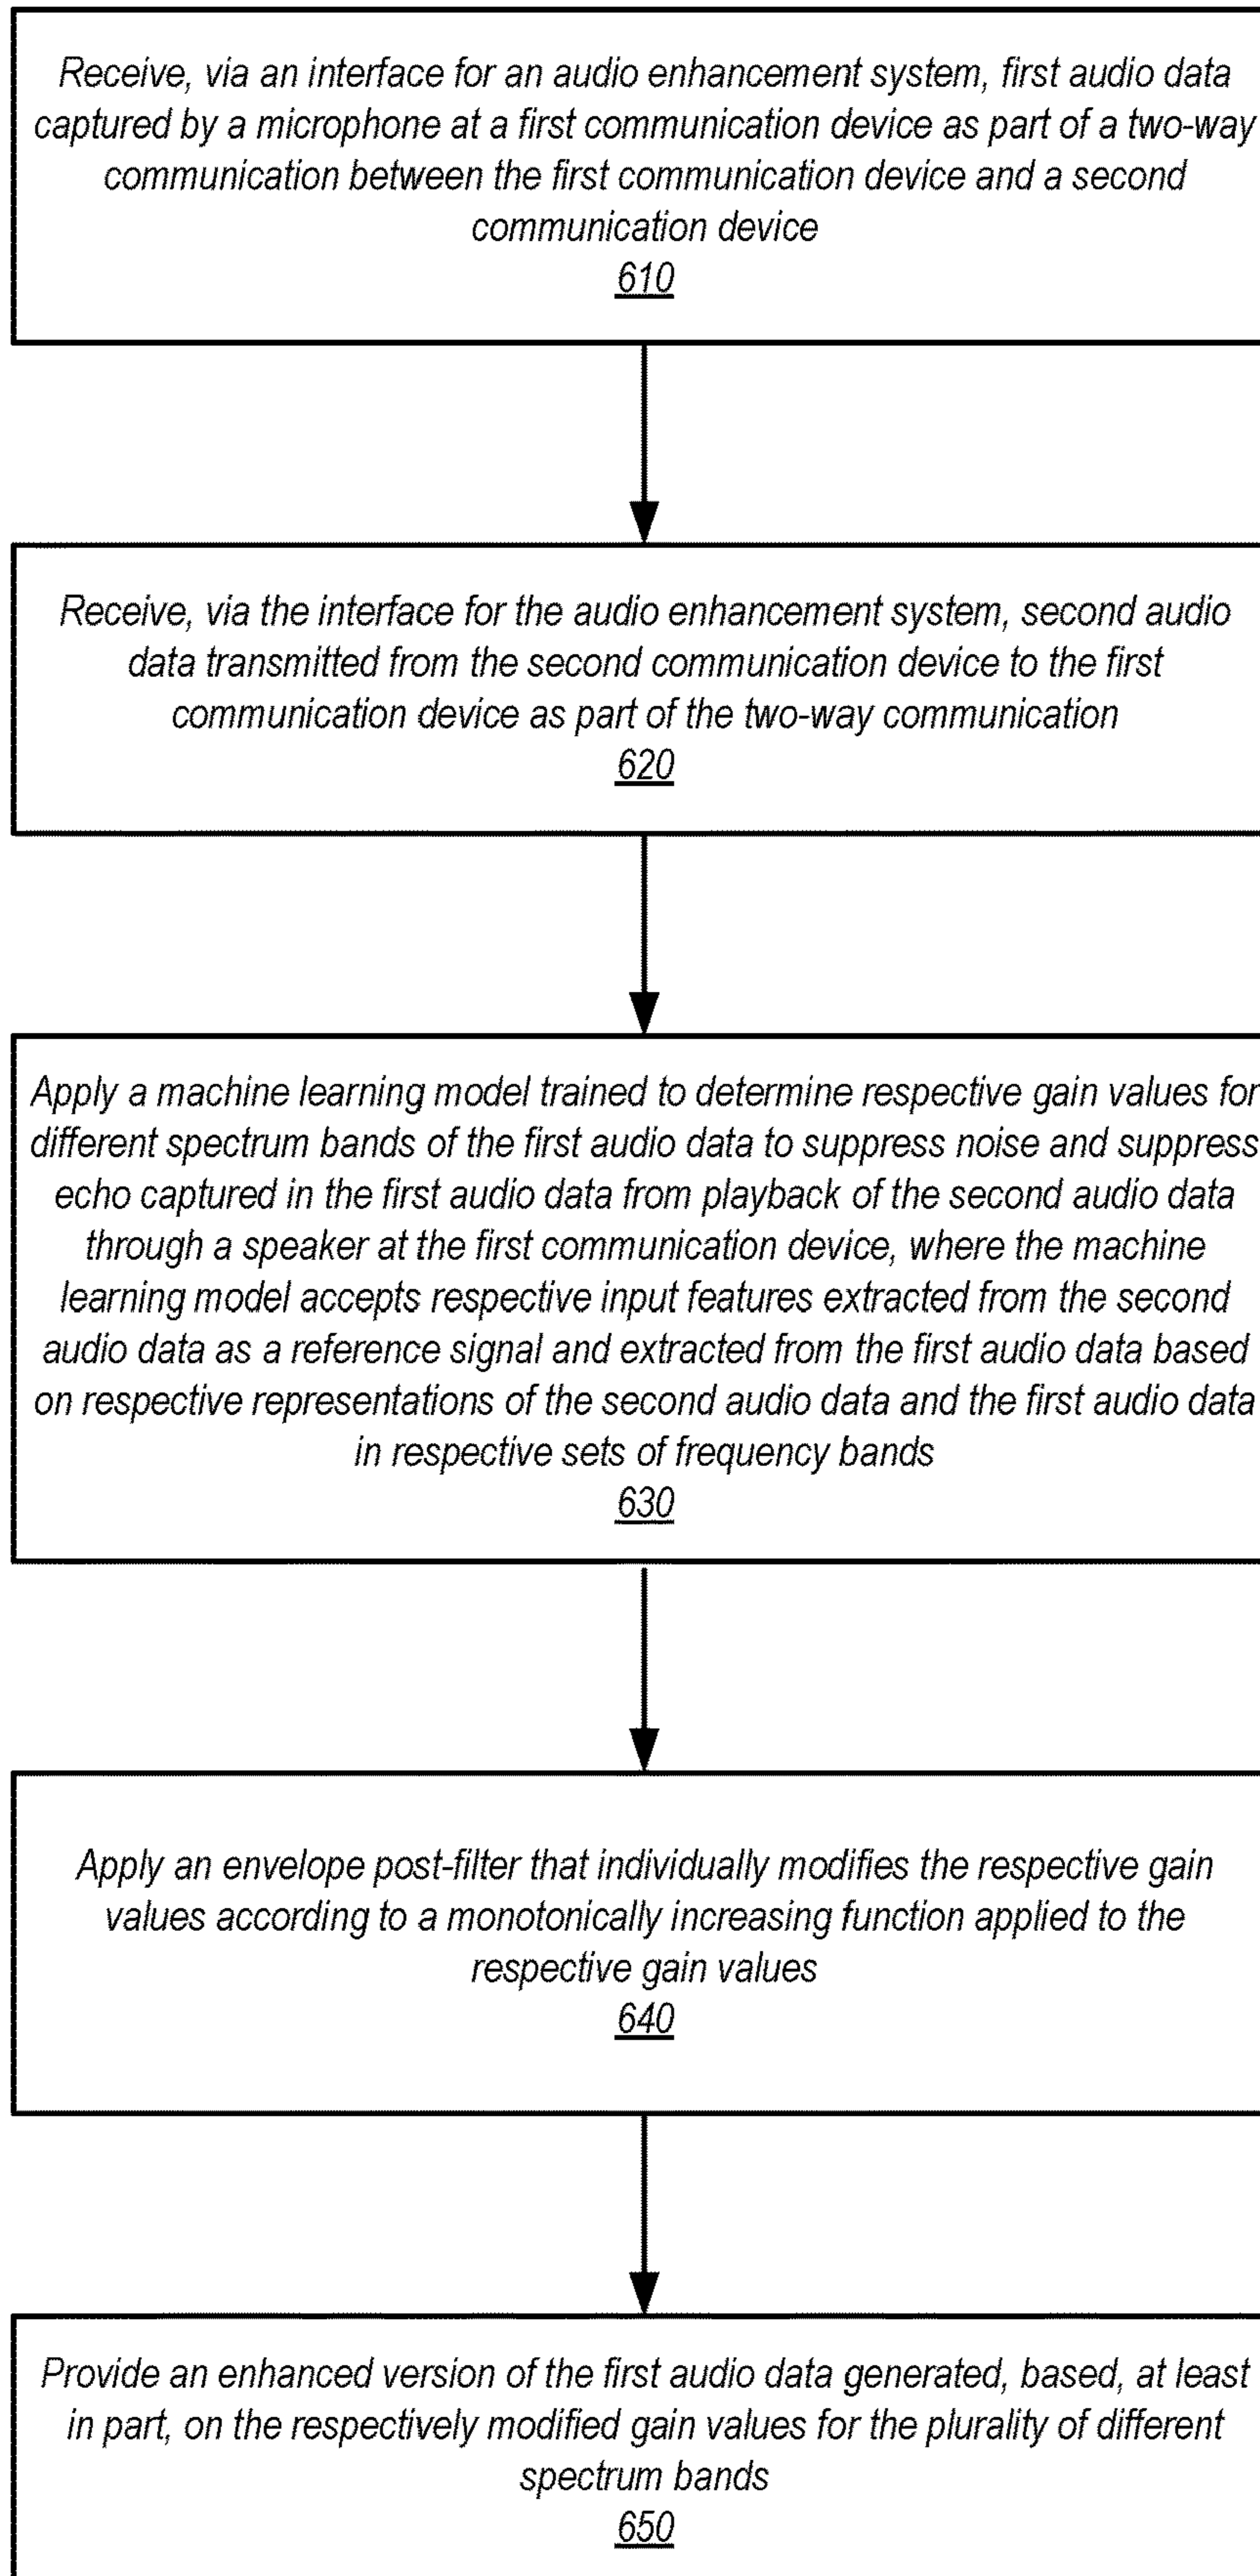 Receive, via an interface for an audio enhancement system, first audio data
captured by a microphone at a first communication device as part of a two-way
communication between the first communication device and a second
communication device
610
Receive, via the interface for the audio enhancement system, second audio
data transmitted from the second communication device to the first
communication device as part of the two-way communication
620
Apply a machine learning model trained to determine respective gain values for
different spectrum bands of the first audio data to suppress noise and suppress
echo captured in the first audio data from playback of the second audio data
through a speaker at the first communication device, where the machine
learning model accepts respective input features extracted from the second
audio data as a reference signal and extracted from the first audio data based
on respective representations of the second audio data and the first audio data
in respective sets of frequency bands
630
Apply an envelope post-filter that individually modifies the respective gain
values according to a monotonically increasing function applied to the
respective gain values
640
Provide an enhanced version of the first audio data generated, based, at least
in part, on the respectively modified gain values for the plurality of different
spectrum bands
650